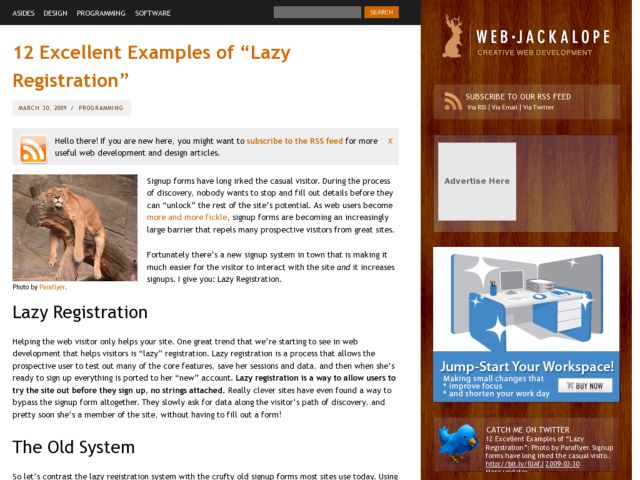 ASIDES DESIGN PROGRAMMING SOFTWARE
SEARCH
12 Excellent Examples of “Lazy
Registration”
MARCH 30, 2009 / PROGRAMMING
Hello there! If you are new here, you might want to subscribe to the RSS feed for more X
useful web development and design articles.
Signup forms have long irked the casual visitor. During the process
of discovery, nobody wants to stop and fill out details before they
can “unlock” the rest of the site’s potential. As web users become
more and more fickle, signup forms are becoming an increasingly
large barrier that repels many prospective visitors from great sites.
Fortunately there’s a new signup system in town that is making it
much easier for the visitor to interact with the site and it increases
signups. I give you: Lazy Registration.
Photo by Paraflyer.
Lazy Registration
Helping the web visitor only helps your site. One great trend that we’re starting to see in web
development that helps visitors is “lazy” registration. Lazy registration is a process that allows the
prospective user to test out many of the core features, save her sessions and data, and then when she’s
ready to sign up everything is ported to her “new” account. Lazy registration is a way to allow users to
try the site out before they sign up, no strings attached. Really clever sites have even found a way to
bypass the signup form altogether. They slowly ask for data along the visitor’s path of discovery, and
pretty soon she’s a member of the site, without having to fill out a form!
The Old System
So let’s contrast the lazy registration system with the crufty old signup forms most sites use today. Using
WEB·JACKALOPE
CREATIVE WEB DEVELOPMENT
SUBSCRIBE TO OUR RSS FEED
Via RSS | Via Email | Via Twitter
Advertise Here
Jump-Start Your Workspace!
Making small changes that
* Improve focus
* and shorten your work day
BUY NOW
CATCH ME ON TWITTER
12 Excellent Examples of “Lazy
Registration”: Photo by Paraflyer. Signup
forms have long irked the casual visito..
http://bit.ly/IUAfJ 2009-03-30
More updates